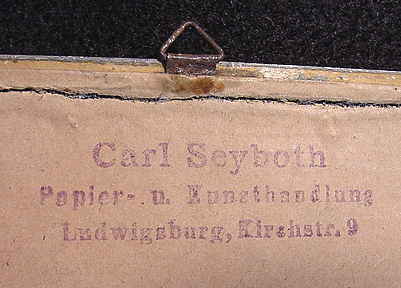 Carl Seyboth
Papier- u. Kunsthandlung
Ludwigsburg, Kirchstr. 9